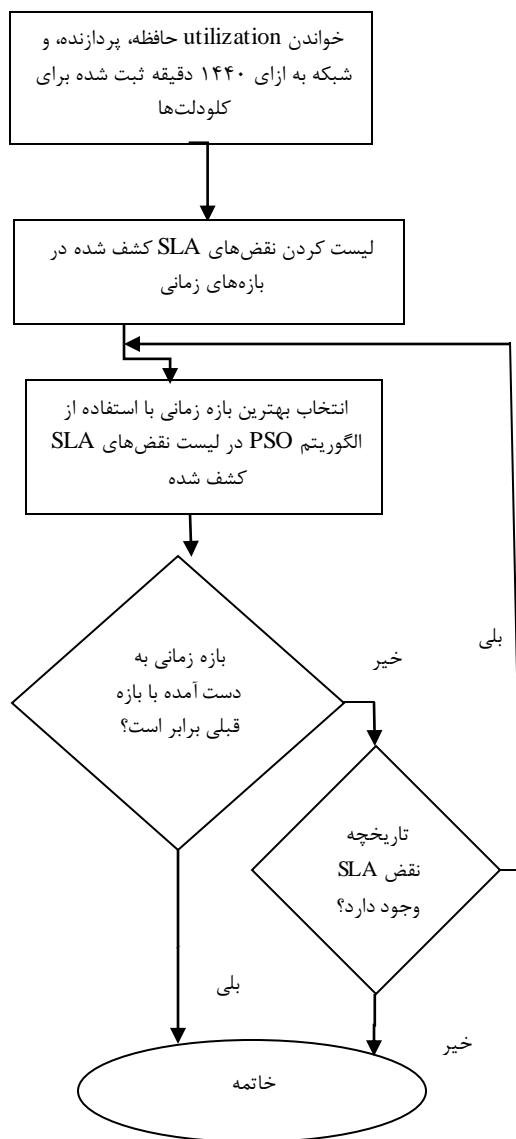 خواندن utilization حافظه، پردازنده، و
شبکه به ازای ۱۴۴۰ دقیقه ثبت شده برای
کلودلت‌ها
لیست کردن نقض‌های SLA کشف شده در
بازه‌های زمانی
انتخاب بهترین بازه زمانی با استفاده از
الگوریتم PSO در لیست نقض‌های SLA
کشف شده
بازه زمانی به
دست آمده با بازه
قبلی برابر است؟
خیر
بلی
تاریخچه
نقض SLA
وجود دارد؟
بلی
خیر
خاتمه